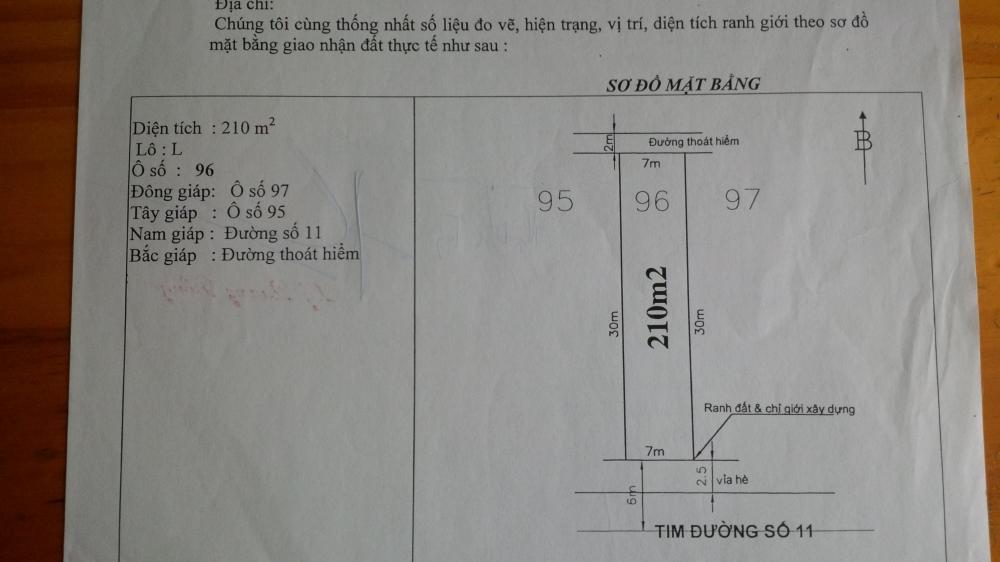 Địa chỉ:
Chúng tôi cùng thống nhất số liệu đo vẽ, hiện trạng, vị trí, diện tích ranh giới theo sơ đồ
mặt bằng giao nhận đất thực tế như sau :
SƠ ĐỒ MẶT BẰNG
Diện tích : 210 m²
Lô : L
Ô số : 96
Đông giáp: Ô số 97
Tây giáp : Ô số 95
Nam giáp : Đường số 11
Bắc giáp : Đường thoát hiểm
2m
Đường thoát hiểm
B
7m
95
96
97
30m
210m2
30m
Ranh đất & chỉ giới xây dựng
7m
2.5
vỉa hè
6m
TIM ĐƯỜNG SỐ 11